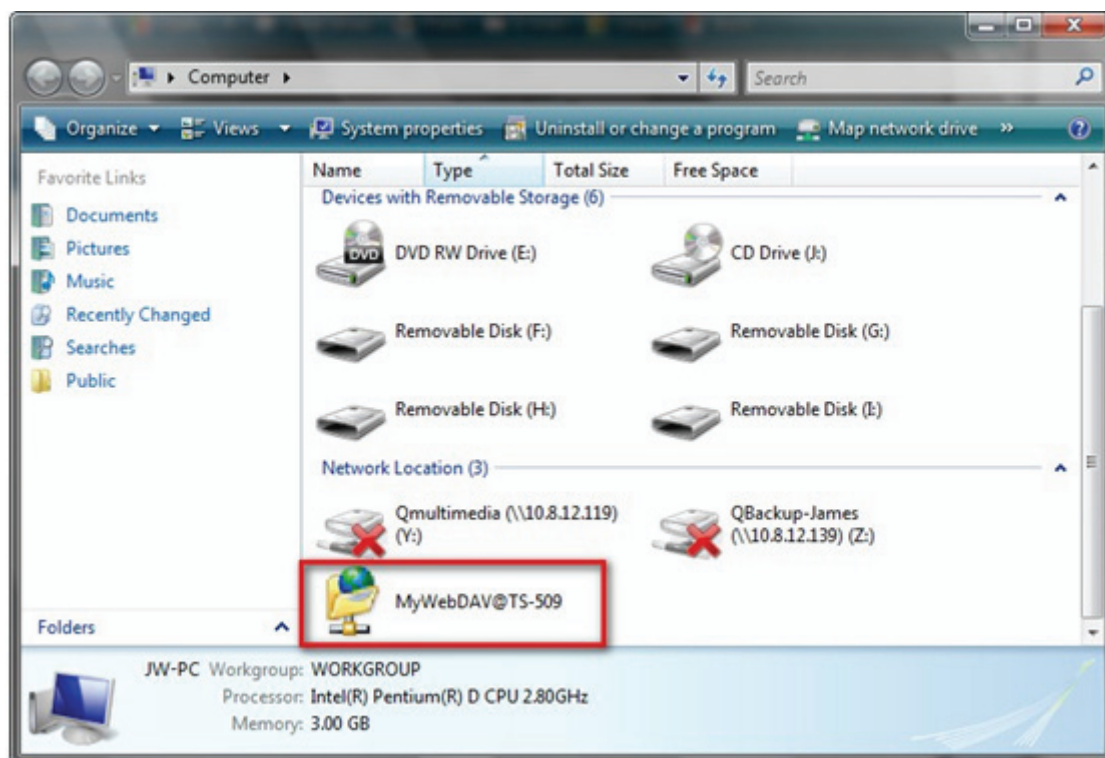 Computer
Search
Organize Views System properties Uninstall or change a program Map network drive »
Favorite Links
Documents
Pictures
Music
Recently Changed
Searches
Public
Folders
Name Type Total Size Free Space
Devices with Removable Storage (6)
DVD
DVD RW Drive (E:)
CD Drive (J:)
Removable Disk (F:)
Removable Disk (G:)
Removable Disk (H:)
Removable Disk (I:)
Network Location (3)
Qmultimedia (\\10.8.12.119)
(Y:)
QBackup-James
(\\10.8.12.139) (Z:)
MyWebDAV@TS-509
JW-PC Workgroup: WORKGROUP
Processor: Intel(R) Pentium(R) D CPU 2.80GHz
Memory: 3.00 GB